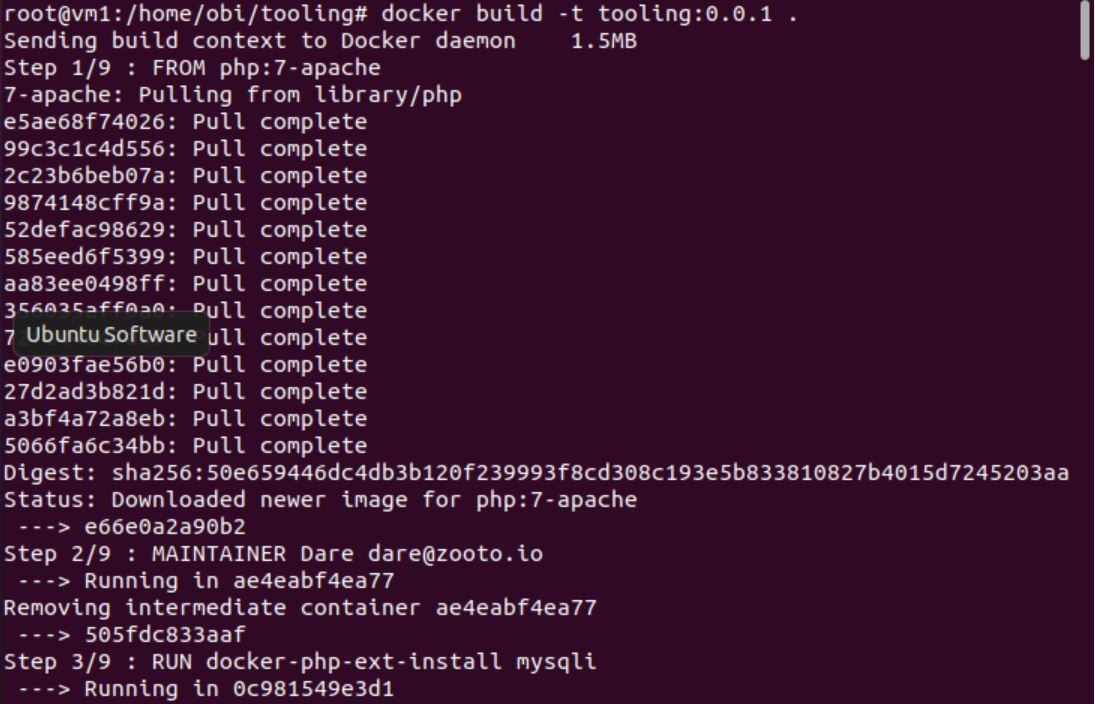 root@vm1:/home/obi/tooling# docker build -t tooling:0.0.1 .
Sending build context to Docker daemon    1.5MB
Step 1/9 : FROM php:7-apache
7-apache: Pulling from library/php
e5ae68f74026: Pull complete
99c3c1c4d556: Pull complete
2c23b6beb07a: Pull complete
9874148cff9a: Pull complete
52defac98629: Pull complete
585eed6f5399: Pull complete
aa83ee0498ff: Pull complete
356035aff0a0: Pull complete
Ubuntu Software
complete
e0903fae56b0: Pull complete
27d2ad3b821d: Pull complete
a3bf4a72a8eb: Pull complete
5066fa6c34bb: Pull complete
Digest: sha256:50e659446dc4db3b120f239993f8cd308c193e5b833810827b4015d7245203aa
Status: Downloaded newer image for php:7-apache
 ---> e66e0a2a90b2
Step 2/9 : MAINTAINER Dare dare@zooto.io
 ---> Running in ae4eabf4ea77
Removing intermediate container ae4eabf4ea77
 ---> 505fdc833aaf
Step 3/9 : RUN docker-php-ext-install mysqli
 ---> Running in 0c981549e3d1